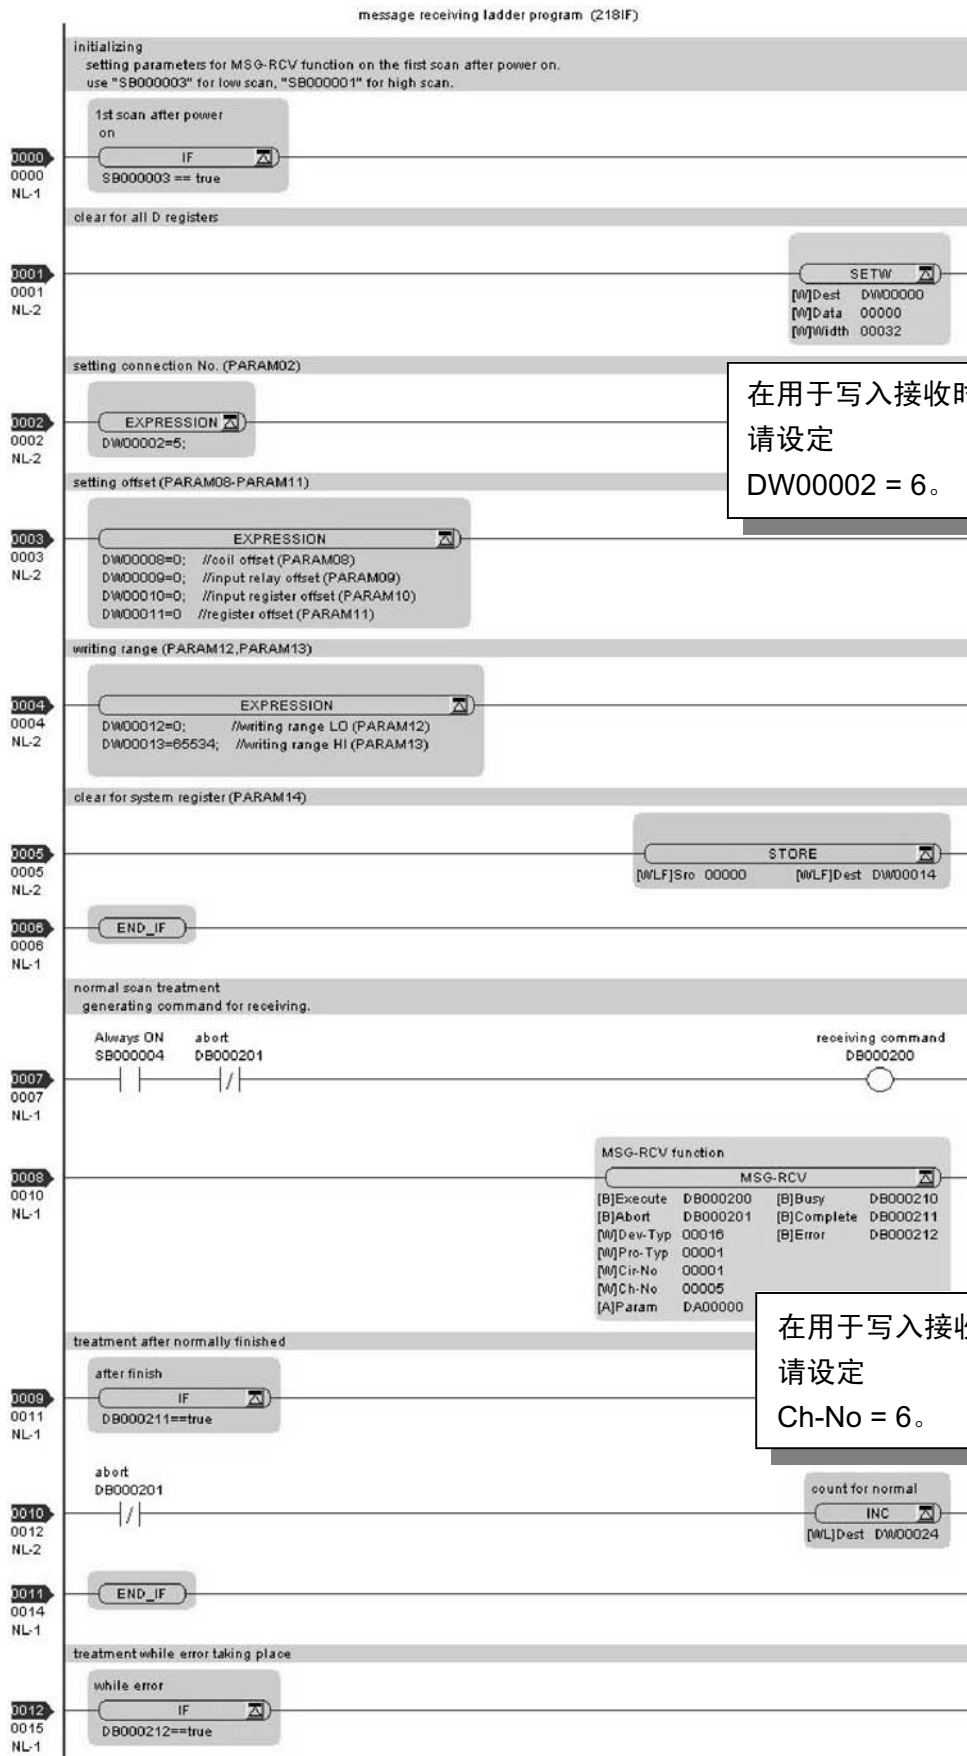 message receiving ladder program (218IF)
initializing
setting parameters for MSG-RCV function on the first scan after power on.
use "SB000003" for low scan, "SB000001" for high scan.
1st scan after power
on
0000
0000
NL-1
IF
SB000003 == true
clear for all D registers
0001
0001
NL-2
SETW
[W]Dest DW00000
[W]Data 00000
[W]Width 00032
setting connection No. (PARAM02)
0002
0002
NL-2
EXPRESSION
DW00002=5;
在用于写入接收时
请设定
DW00002 = 6。
setting offset (PARAM08-PARAM11)
0003
0003
NL-2
EXPRESSION
DW00008=0; //coil offset (PARAM08)
DW00009=0; //input relay offset (PARAM09)
DW00010=0; //input register offset (PARAM10)
DW00011=0 //register offset (PARAM11)
writing range (PARAM12,PARAM13)
0004
0004
NL-2
EXPRESSION
DW00012=0; //writing range LO (PARAM12)
DW00013=65534; //writing range HI (PARAM13)
clear for system register (PARAM14)
0005
0005
NL-2
STORE
[WLF]Src 00000 [WLF]Dest DW00014
0006
0006
NL-1
END_IF
normal scan treatment
generating command for receiving.
Always ON abort receiving command
SB000004 DB000201 DB000200
0007
0007
NL-1
MSG-RCV function
0008
0010
NL-1
MSG-RCV
[B]Execute DB000200 [B]Busy DB000210
[B]Abort DB000201 [B]Complete DB000211
[W]Dev-Typ 00016 [B]Error DB000212
[W]Pro-Typ 00001
[W]Cir-No 00001
[W]Ch-No 00005
[A]Param DA00000
在用于写入接收
请设定
Ch-No = 6。
treatment after normally finished
after finish
0009
0011
NL-1
IF
DB000211==true
abort
DB000201
0010
0012
NL-2
count for normal
INC
[WL]Dest DW00024
0011
0014
NL-1
END_IF
treatment while error taking place
while error
0012
0015
NL-1
IF
DB000212==true